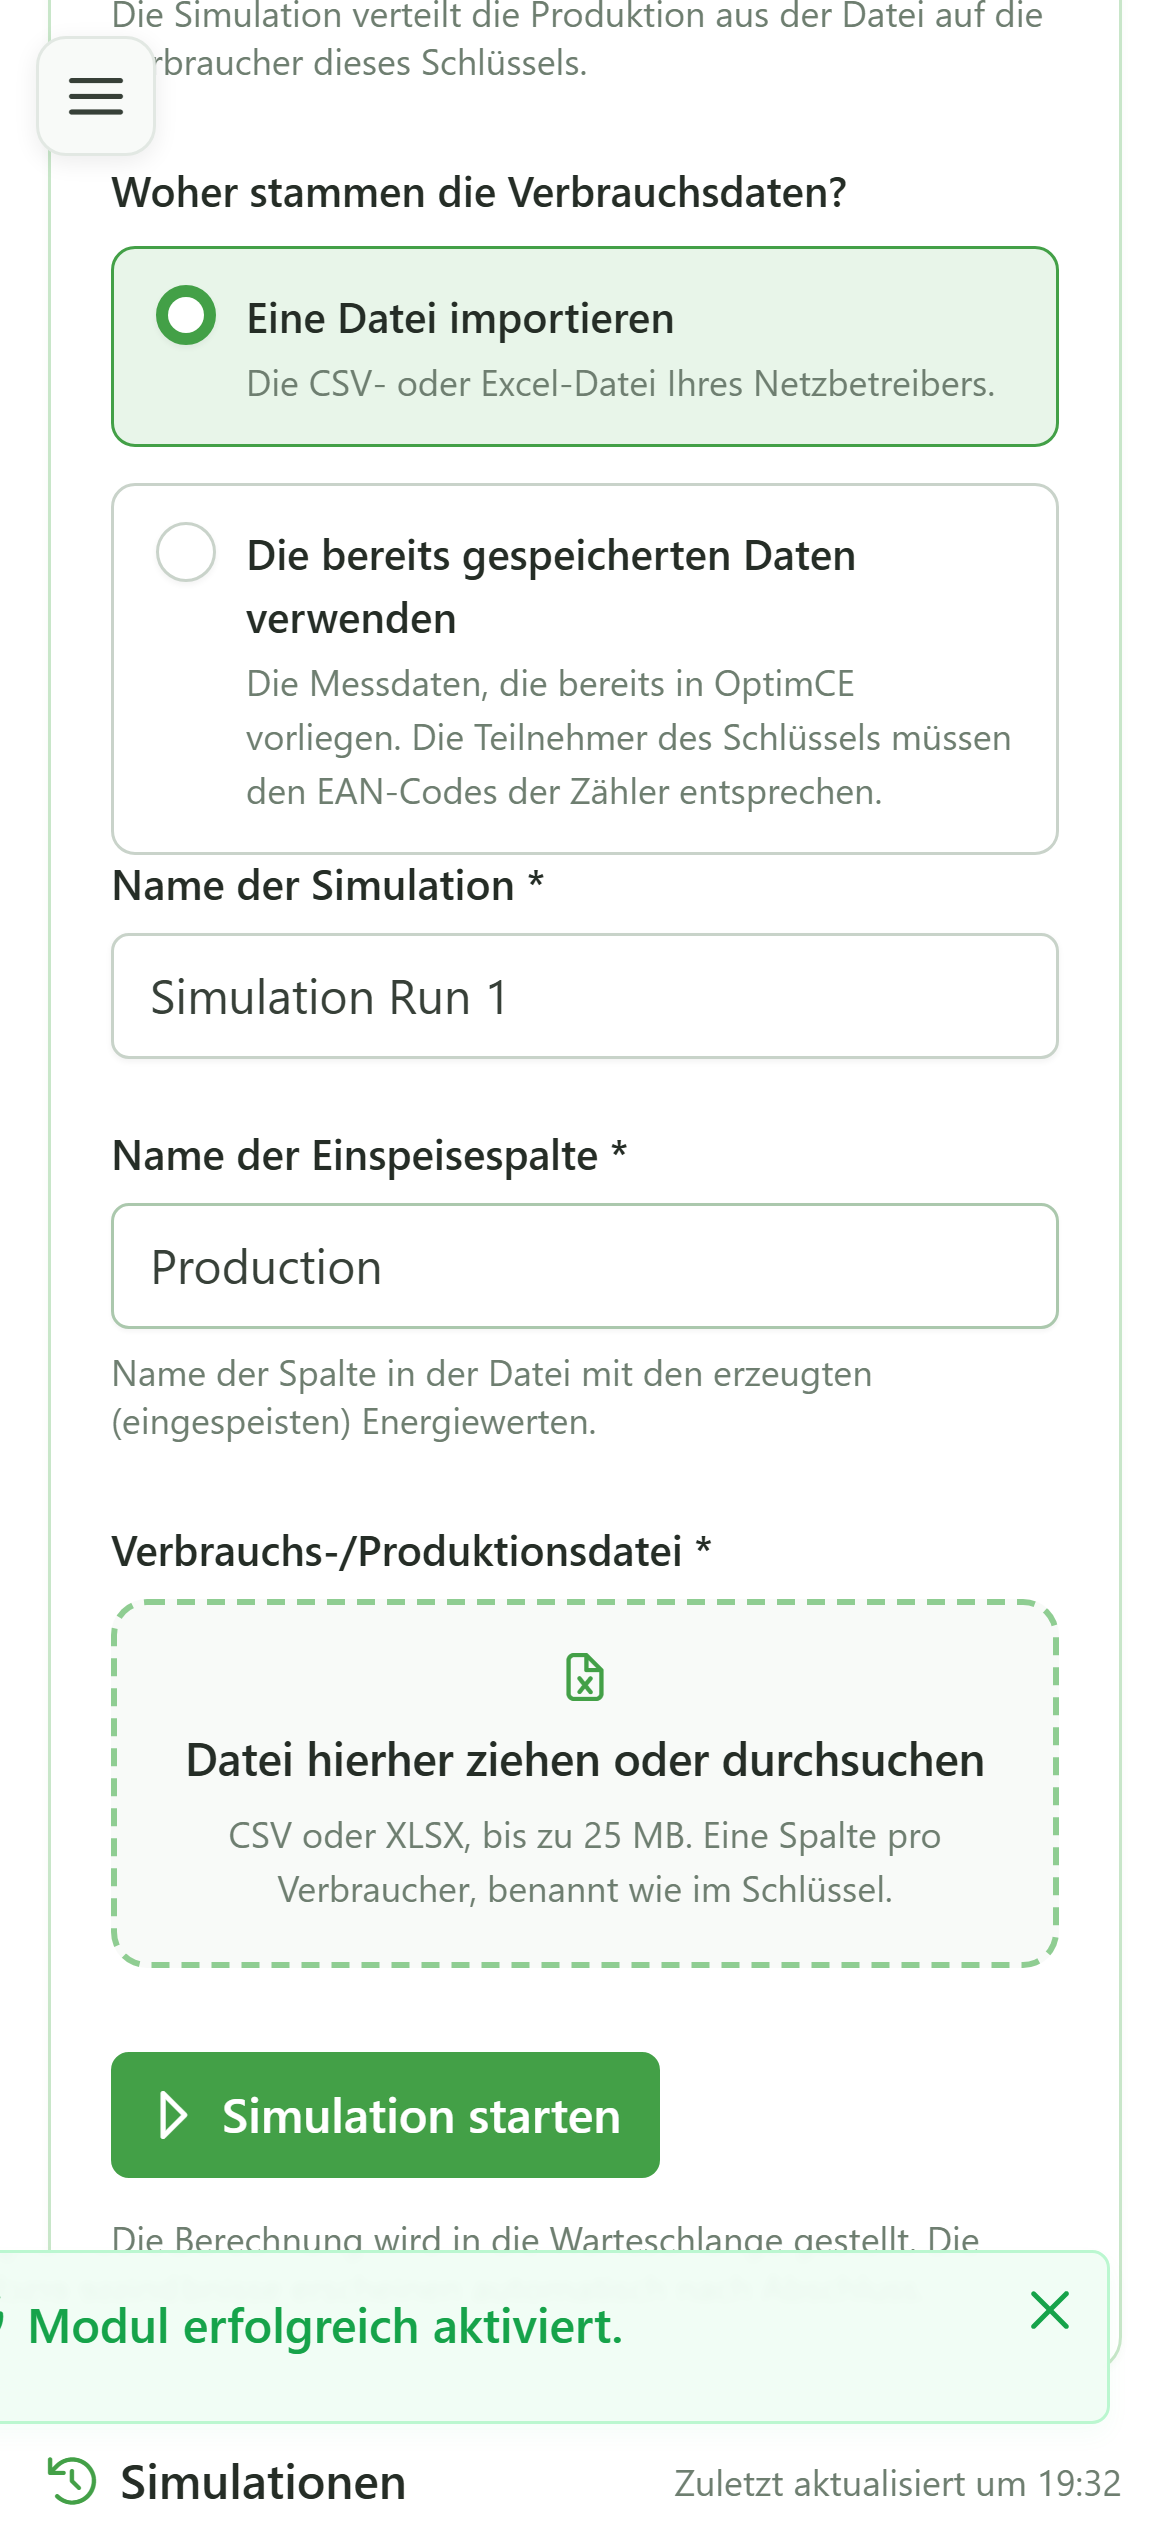 Die Simulation verteilt die Produktion aus der Datei auf die
rbraucher dieses Schlüssels.
Woher stammen die Verbrauchsdaten?
Eine Datei importieren
Die CSV- oder Excel-Datei Ihres Netzbetreibers.
Die bereits gespeicherten Daten
verwenden
Die Messdaten, die bereits in OptimCE
vorliegen. Die Teilnehmer des Schlüssels müssen
den EAN-Codes der Zähler entsprechen.
Name der Simulation *
Simulation Run 1
Name der Einspeisespalte *
Production
Name der Spalte in der Datei mit den erzeugten
(eingespeisten) Energiewerten.
Verbrauchs-/Produktionsdatei *
Datei hierher ziehen oder durchsuchen
CSV oder XLSX, bis zu 25 MB. Eine Spalte pro
Verbraucher, benannt wie im Schlüssel.
Simulation starten
Die Berechnung wird in die Warteschlange gestellt. Die
Modul erfolgreich aktiviert.
Simulationen
Zuletzt aktualisiert um 19:32